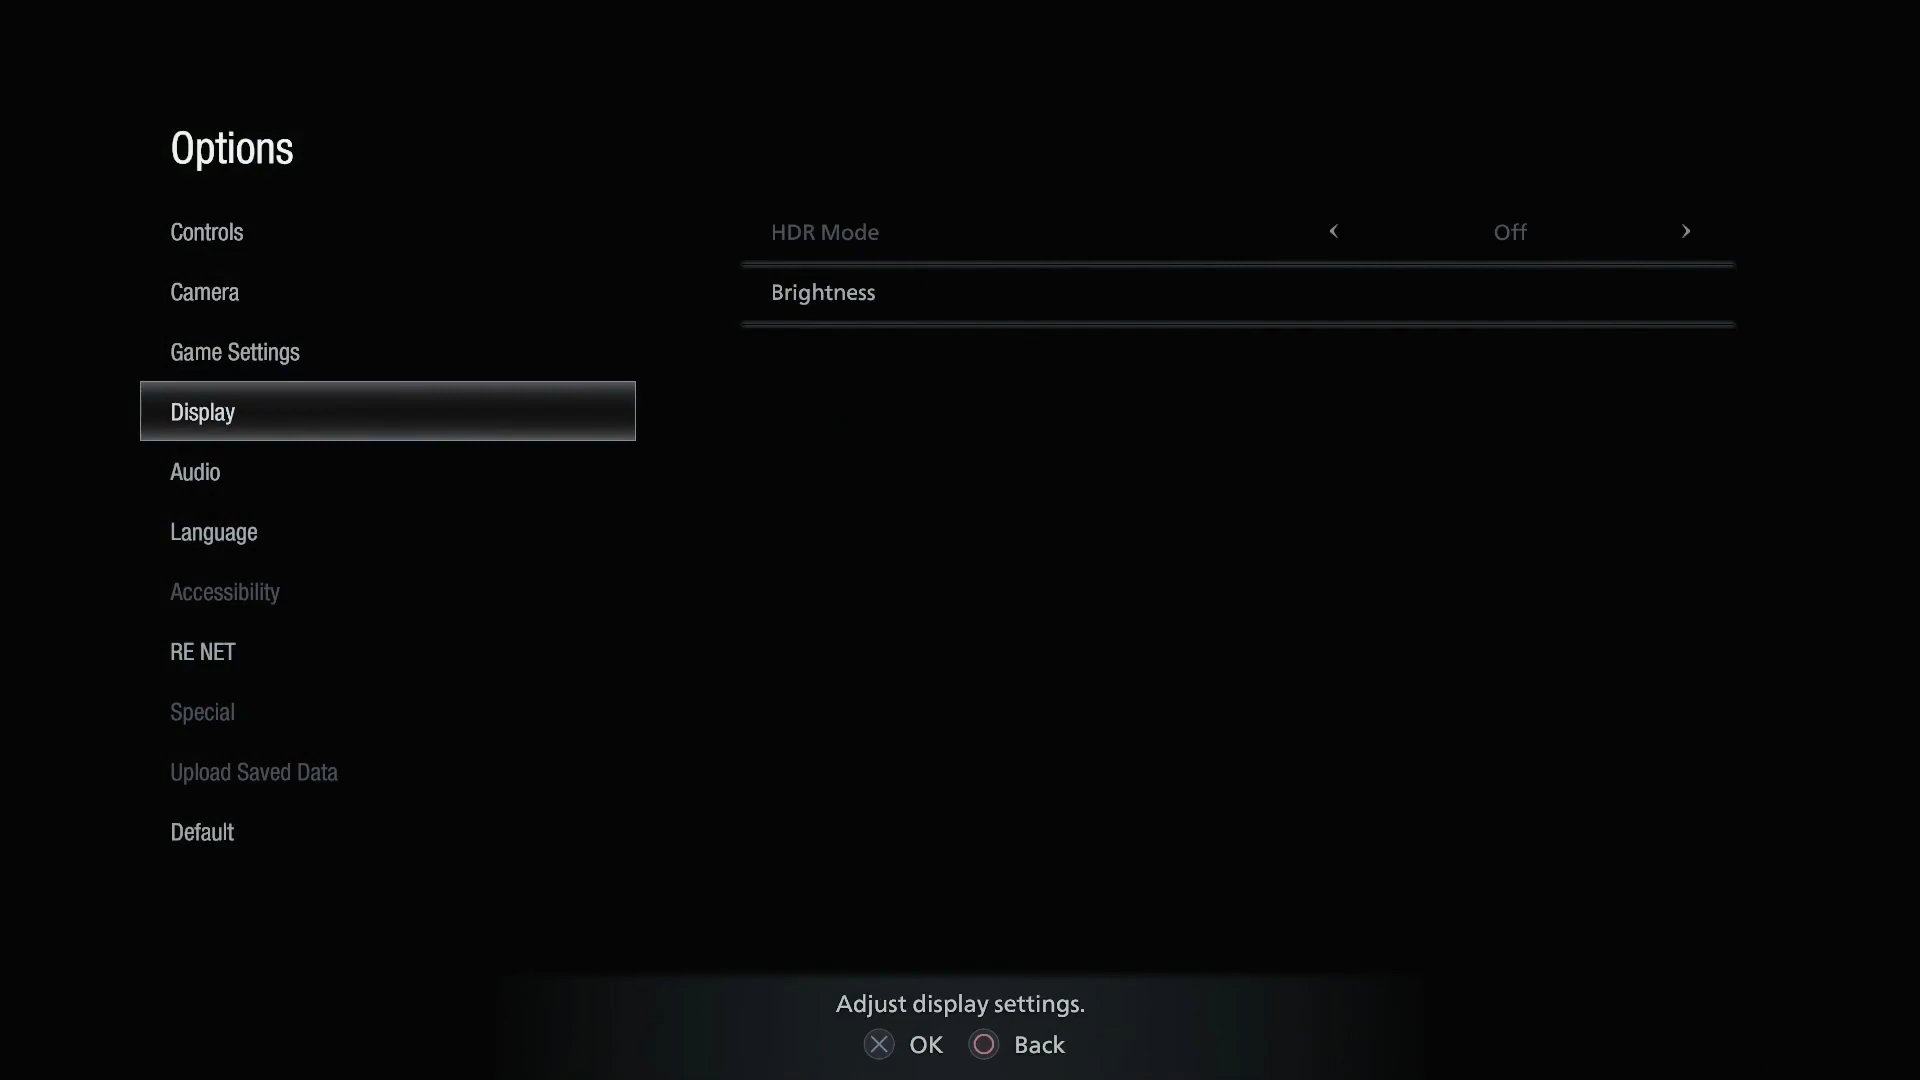 Options
Controls
Camera
Game Settings
Display
Audio
Language
Accessibility
RE NET
Special
Upload Saved Data
Default
HDR Mode Off
Brightness
Adjust display settings.
OK Back